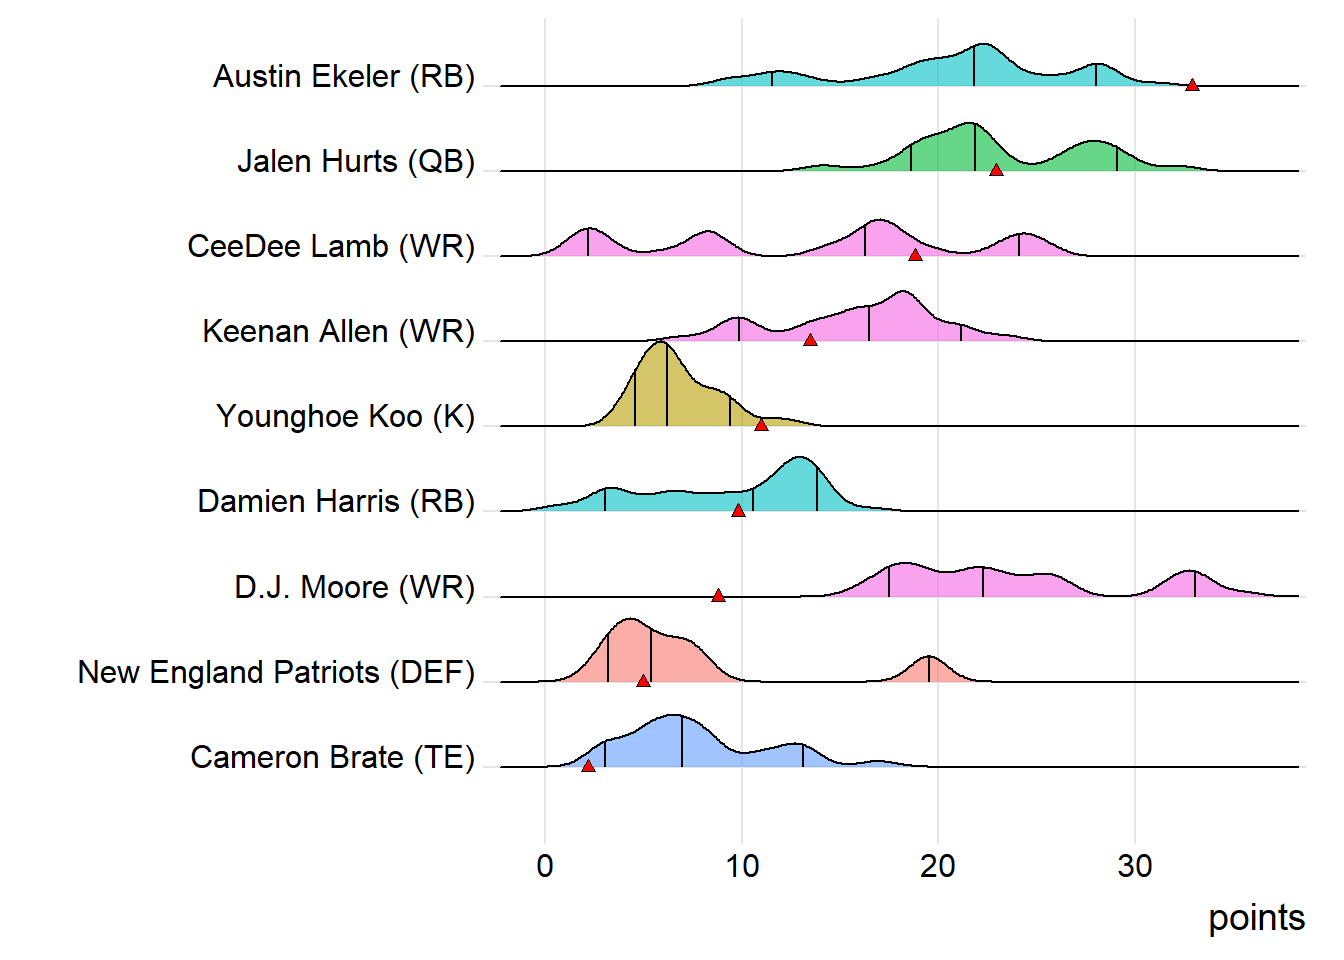 Austin Ekeler (RB)
Jalen Hurts (QB)
CeeDee Lamb (WR)
Keenan Allen (WR)
Younghoe Koo (K)
Damien Harris (RB)
D.J. Moore (WR)
New England Patriots (DEF)
Cameron Brate (TE)
0 10 20 30
points